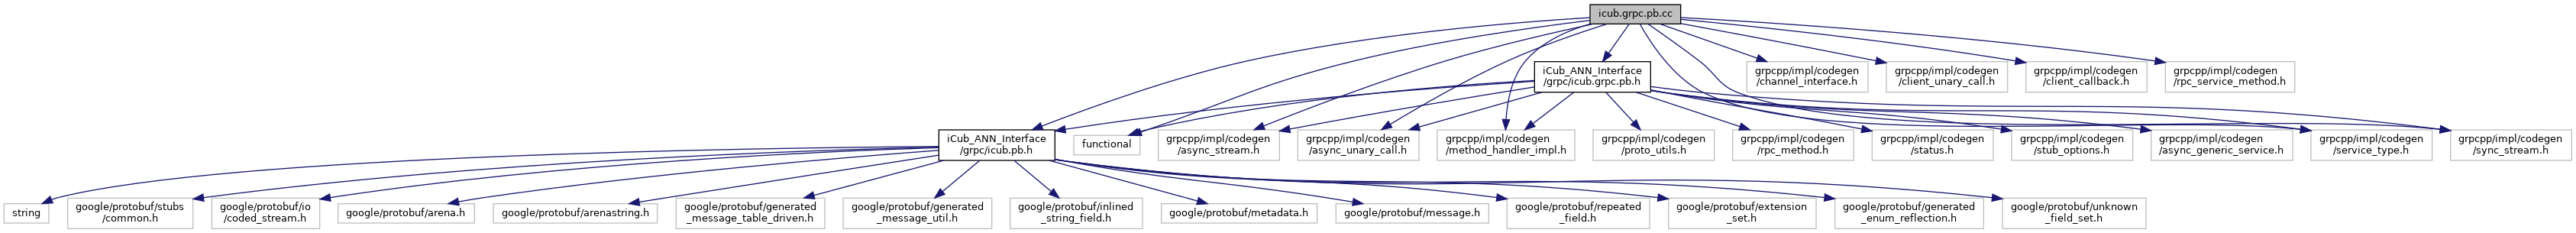 icub.grpc.pb.cc
iCub_ANN_Interface
/grpc/icub.grpc.pb.h
grpcpp/impl/codegen
/channel_interface.h
grpcpp/impl/codegen
/client_unary_call.h
grpcpp/impl/codegen
/client_callback.h
grpcpp/impl/codegen
/rpc_service_method.h
iCub_ANN_Interface
/grpc/icub.pb.h
functional
grpcpp/impl/codegen
/async_stream.h
grpcpp/impl/codegen
/async_unary_call.h
grpcpp/impl/codegen
/method_handler_impl.h
grpcpp/impl/codegen
/proto_utils.h
grpcpp/impl/codegen
/rpc_method.h
grpcpp/impl/codegen
/status.h
grpcpp/impl/codegen
/stub_options.h
grpcpp/impl/codegen
/async_generic_service.h
grpcpp/impl/codegen
/service_type.h
grpcpp/impl/codegen
/sync_stream.h
string
google/protobuf/stubs
/common.h
google/protobuf/io
/coded_stream.h
google/protobuf/arena.h
google/protobuf/arenastring.h
google/protobuf/generated
_message_table_driven.h
google/protobuf/generated
_message_util.h
google/protobuf/inlined
_string_field.h
google/protobuf/metadata.h
google/protobuf/message.h
google/protobuf/repeated
_field.h
google/protobuf/extension
_set.h
google/protobuf/generated
_enum_reflection.h
google/protobuf/unknown
_field_set.h